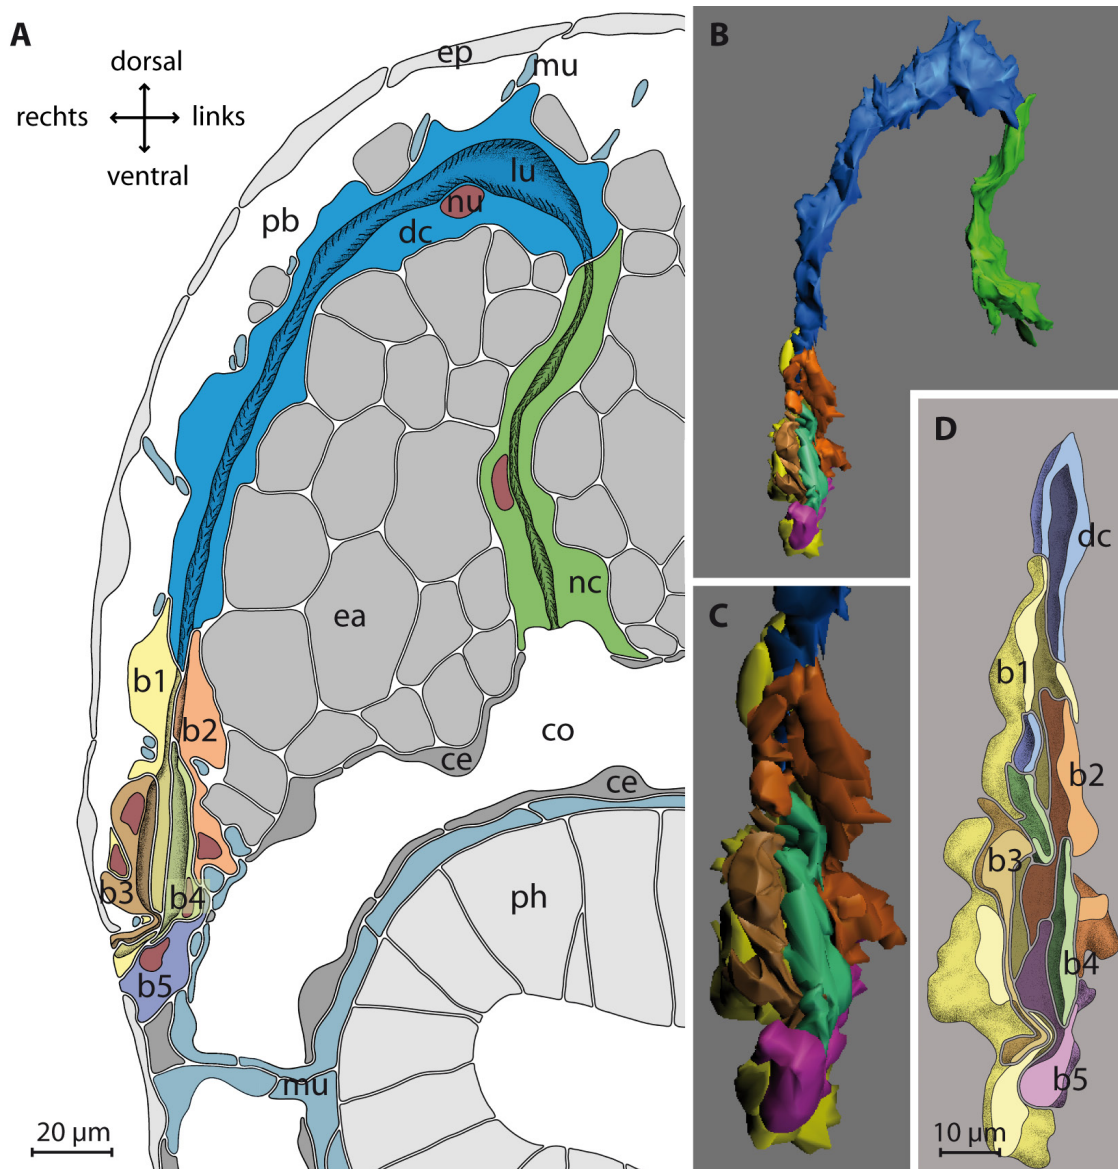 A
dorsal
rechts links
ventral
ep
mu
pb
lu
nu
dc
ea
nc
b1
b2
co
ce
ce
b3
b4
ph
b5
mu
20 µm
B
C
D
dc
b1
b2
b3
b4
b5
10 µm